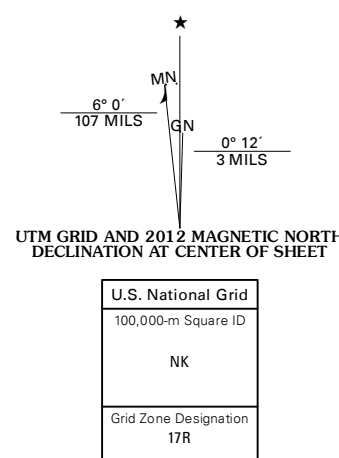 MN
6° 0´
107 MILS
GN
0° 12´
3 MILS
UTM GRID AND 2012 MAGNETIC NORTH
DECLINATION AT CENTER OF SHEET
U.S. National Grid
100,000-m Square ID
NK
Grid Zone Designation
17R